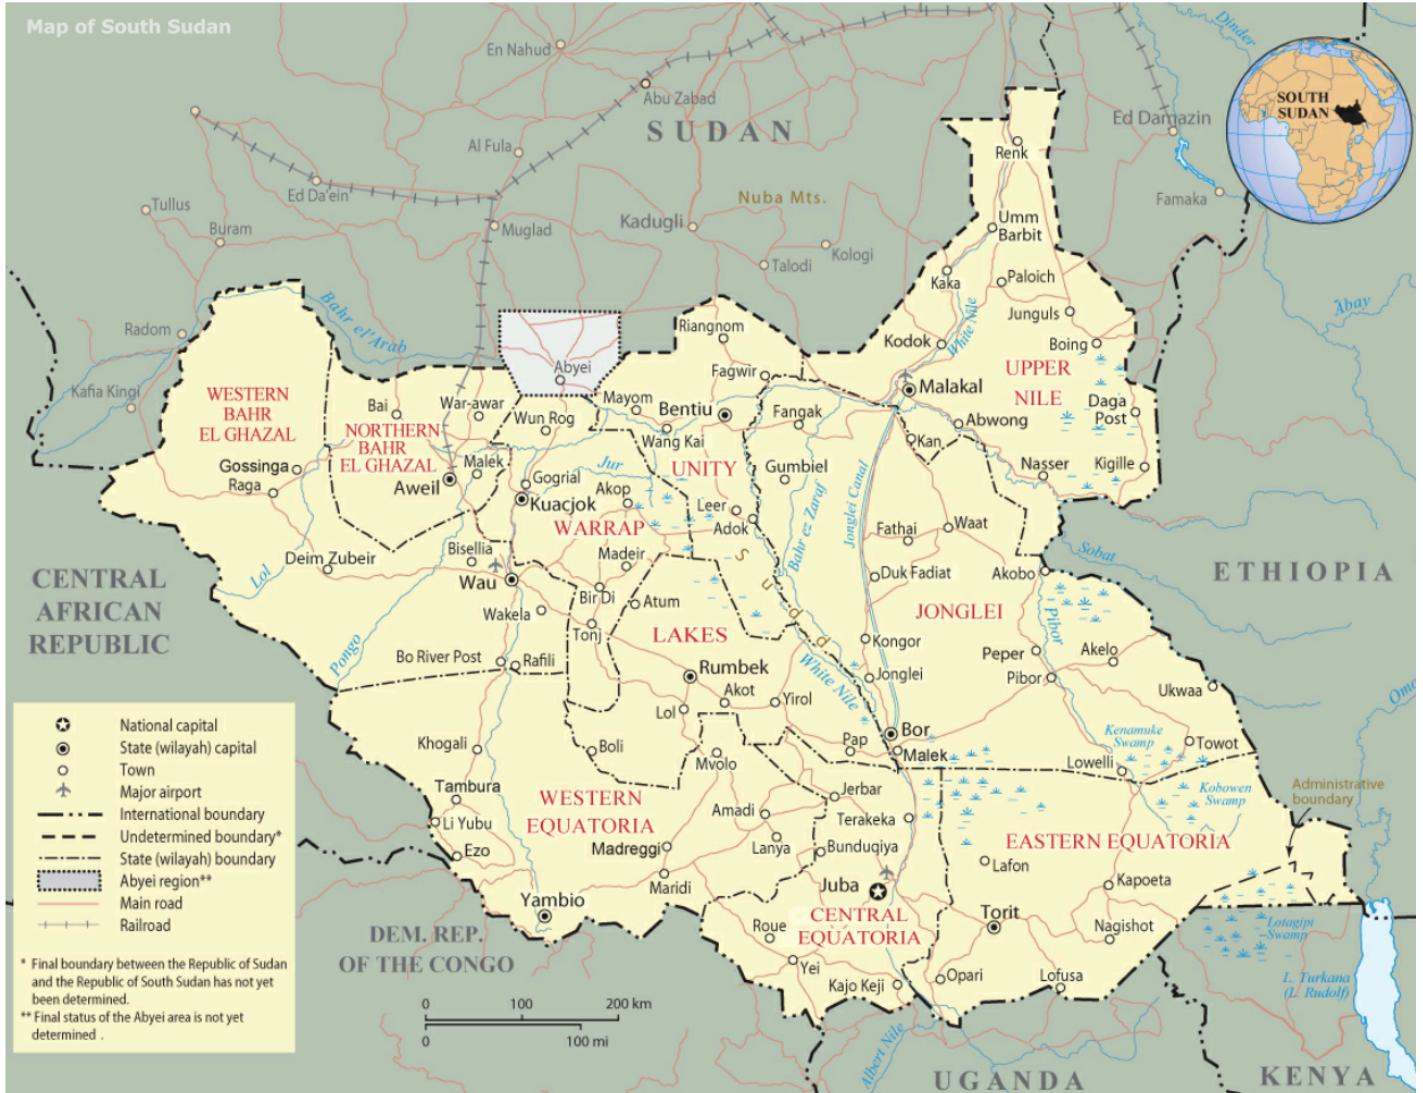 Map of South Sudan
En Nahud
Abu Zabad
SUDAN
Al Fula
Ed Da'ein
Tullus
Buram
Muglad
Nuba Mts.
Kadugli
Talodi
Kologi
Dinder
Ed Damazin
Famaka
SOUTH
SUDAN
Abay
Radom
Kafia Kingi
Bahr el'Arab
Abyei
Renk
Umm
Barbit
Kaka
Paloich
Junguls
White Nile
Kodok
Boing
UPPER
NILE
Malakal
Daga
Post
Abwong
Kan
Nasser
Kigille
Riangnom
Fagwir
Mayom
Bentiu
Fangak
Wang Kai
UNITY
Gumbiel
Leer
Adok
WESTERN
BAHR
EL GHAZAL
Gossinga
Raga
Bai
War-awar
NORTHERN
BAHR
EL GHAZAL
Malek
Aweil
Wun Rog
Gogrial
Jur
Akop
Kuacjok
WARRAP
Madeir
Bisellia
Deim Zubeir
Lol
Wau
Wakela
Bir Di
Atum
Tonj
LAKES
Sudd
Bahr ez Zaraf
Jonglei Canal
Fathai
Waat
Duk Fadiat
Akobo
Sobat
ETHIOPIA
JONGLEI
Pibor
Kongor
Peper
Akelo
Jonglei
Pibor
Ukwaa
Omo
CENTRAL
AFRICAN
REPUBLIC
Pongo
Bo River Post
Rafili
Rumbek
Akot
Lol
Yirol
White Nile
Bor
Pap
Malek
Kenamuke
Swamp
Towot
Lowelli
Kobowen
Swamp
Administrative
boundary
Khogali
Boli
Mvolo
Tambura
WESTERN
EQUATORIA
Li Yubu
Ezo
Madreggi
Maridi
Yambio
Amadi
Lanya
Jerbar
Terakeka
Bunduqiya
Juba
CENTRAL
EQUATORIA
Roue
Yei
Kajo Keji
EASTERN EQUATORIA
Lafon
Kapoeta
Torit
Nagishot
Opari
Lofusa
Lotagipi
Swamp
L. Turkana
(L. Rudolf)
Albert Nile
UGANDA
KENYA
DEM. REP.
OF THE CONGO
0 100 200 km
0 100 mi
National capital
State (wilayah) capital
Town
Major airport
International boundary
Undetermined boundary*
State (wilayah) boundary
Abyei region**
Main road
Railroad
* Final boundary between the Republic of Sudan
and the Republic of South Sudan has not yet
been determined.
** Final status of the Abyei area is not yet
determined .